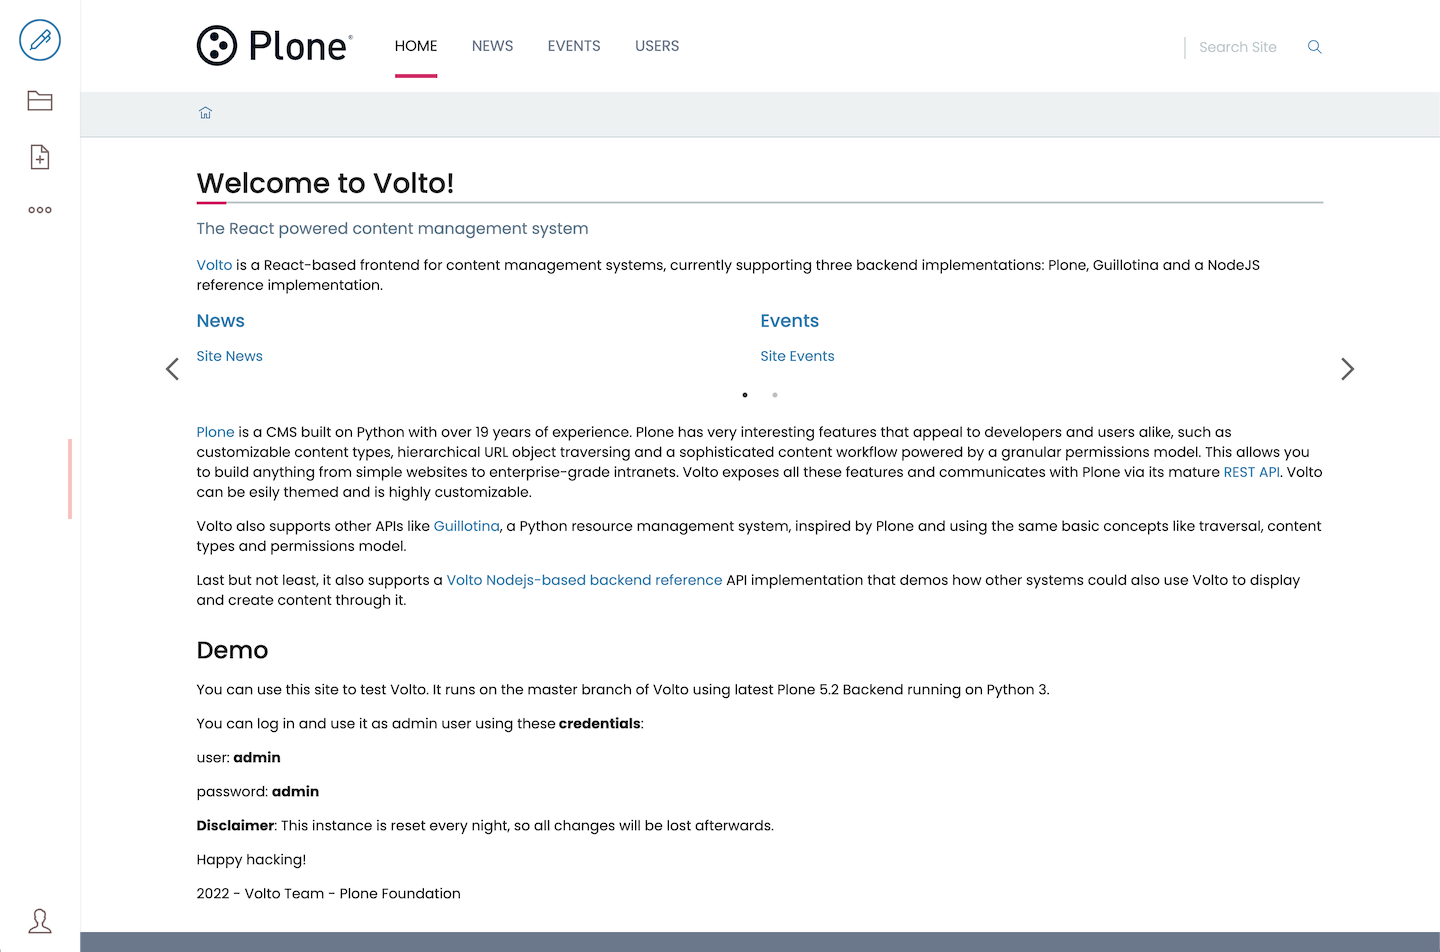 Plone®
HOME NEWS EVENTS USERS
Search Site
Welcome to Volto!
The React powered content management system
Volto is a React-based frontend for content management systems, currently supporting three backend implementations: Plone, Guillotina and a NodeJS
reference implementation.
News
Events
Site News
Site Events
Plone is a CMS built on Python with over 19 years of experience. Plone has very interesting features that appeal to developers and users alike, such as
customizable content types, hierarchical URL object traversing and a sophisticated content workflow powered by a granular permissions model. This allows you
to build anything from simple websites to enterprise-grade intranets. Volto exposes all these features and communicates with Plone via its mature REST API. Volto
can be esily themed and is highly customizable.
Volto also supports other APIs like Guillotina, a Python resource management system, inspired by Plone and using the same basic concepts like traversal, content
types and permissions model.
Last but not least, it also supports a Volto Nodejs-based backend reference API implementation that demos how other systems could also use Volto to display
and create content through it.
Demo
You can use this site to test Volto. It runs on the master branch of Volto using latest Plone 5.2 Backend running on Python 3.
You can log in and use it as admin user using these credentials:
user: admin
password: admin
Disclaimer: This instance is reset every night, so all changes will be lost afterwards.
Happy hacking!
2022 - Volto Team - Plone Foundation